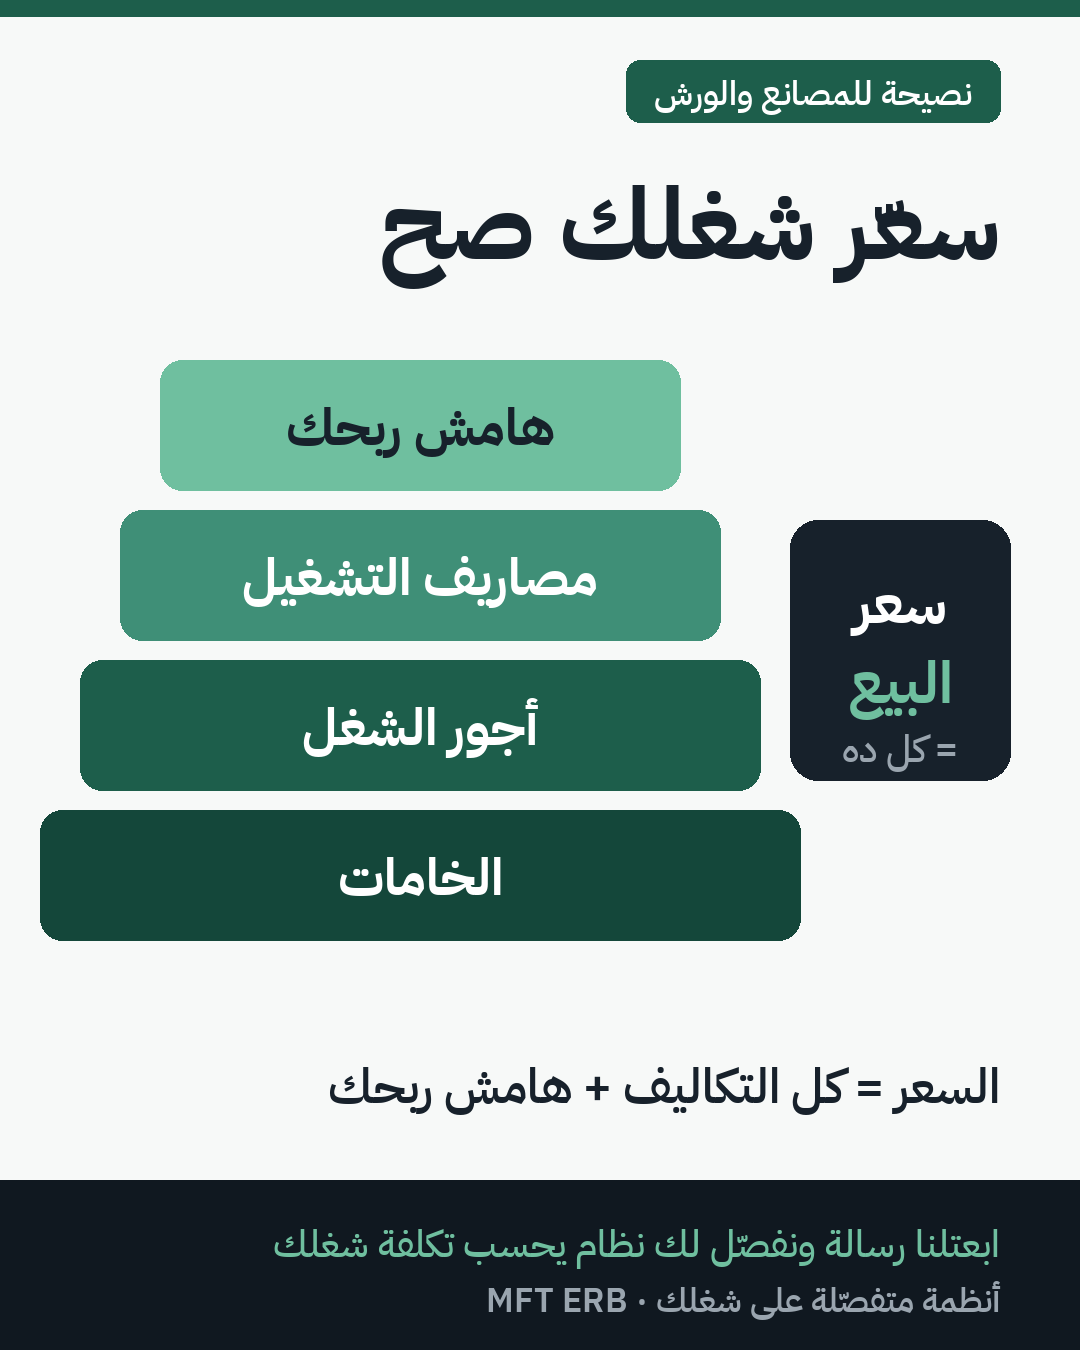 نصيحة للمصانع والورش
سعّر شغلك صح
هامش ربحك
مصاريف التشغيل
أجور الشغل
الخامات
سعر
البيع
= كل ده
السعر = كل التكاليف + هامش ربحك
ابعتلنا رسالة ونفصّل لك نظام يحسب تكلفة شغلك
أنظمة متفصّلة على شغلك · MFT ERB